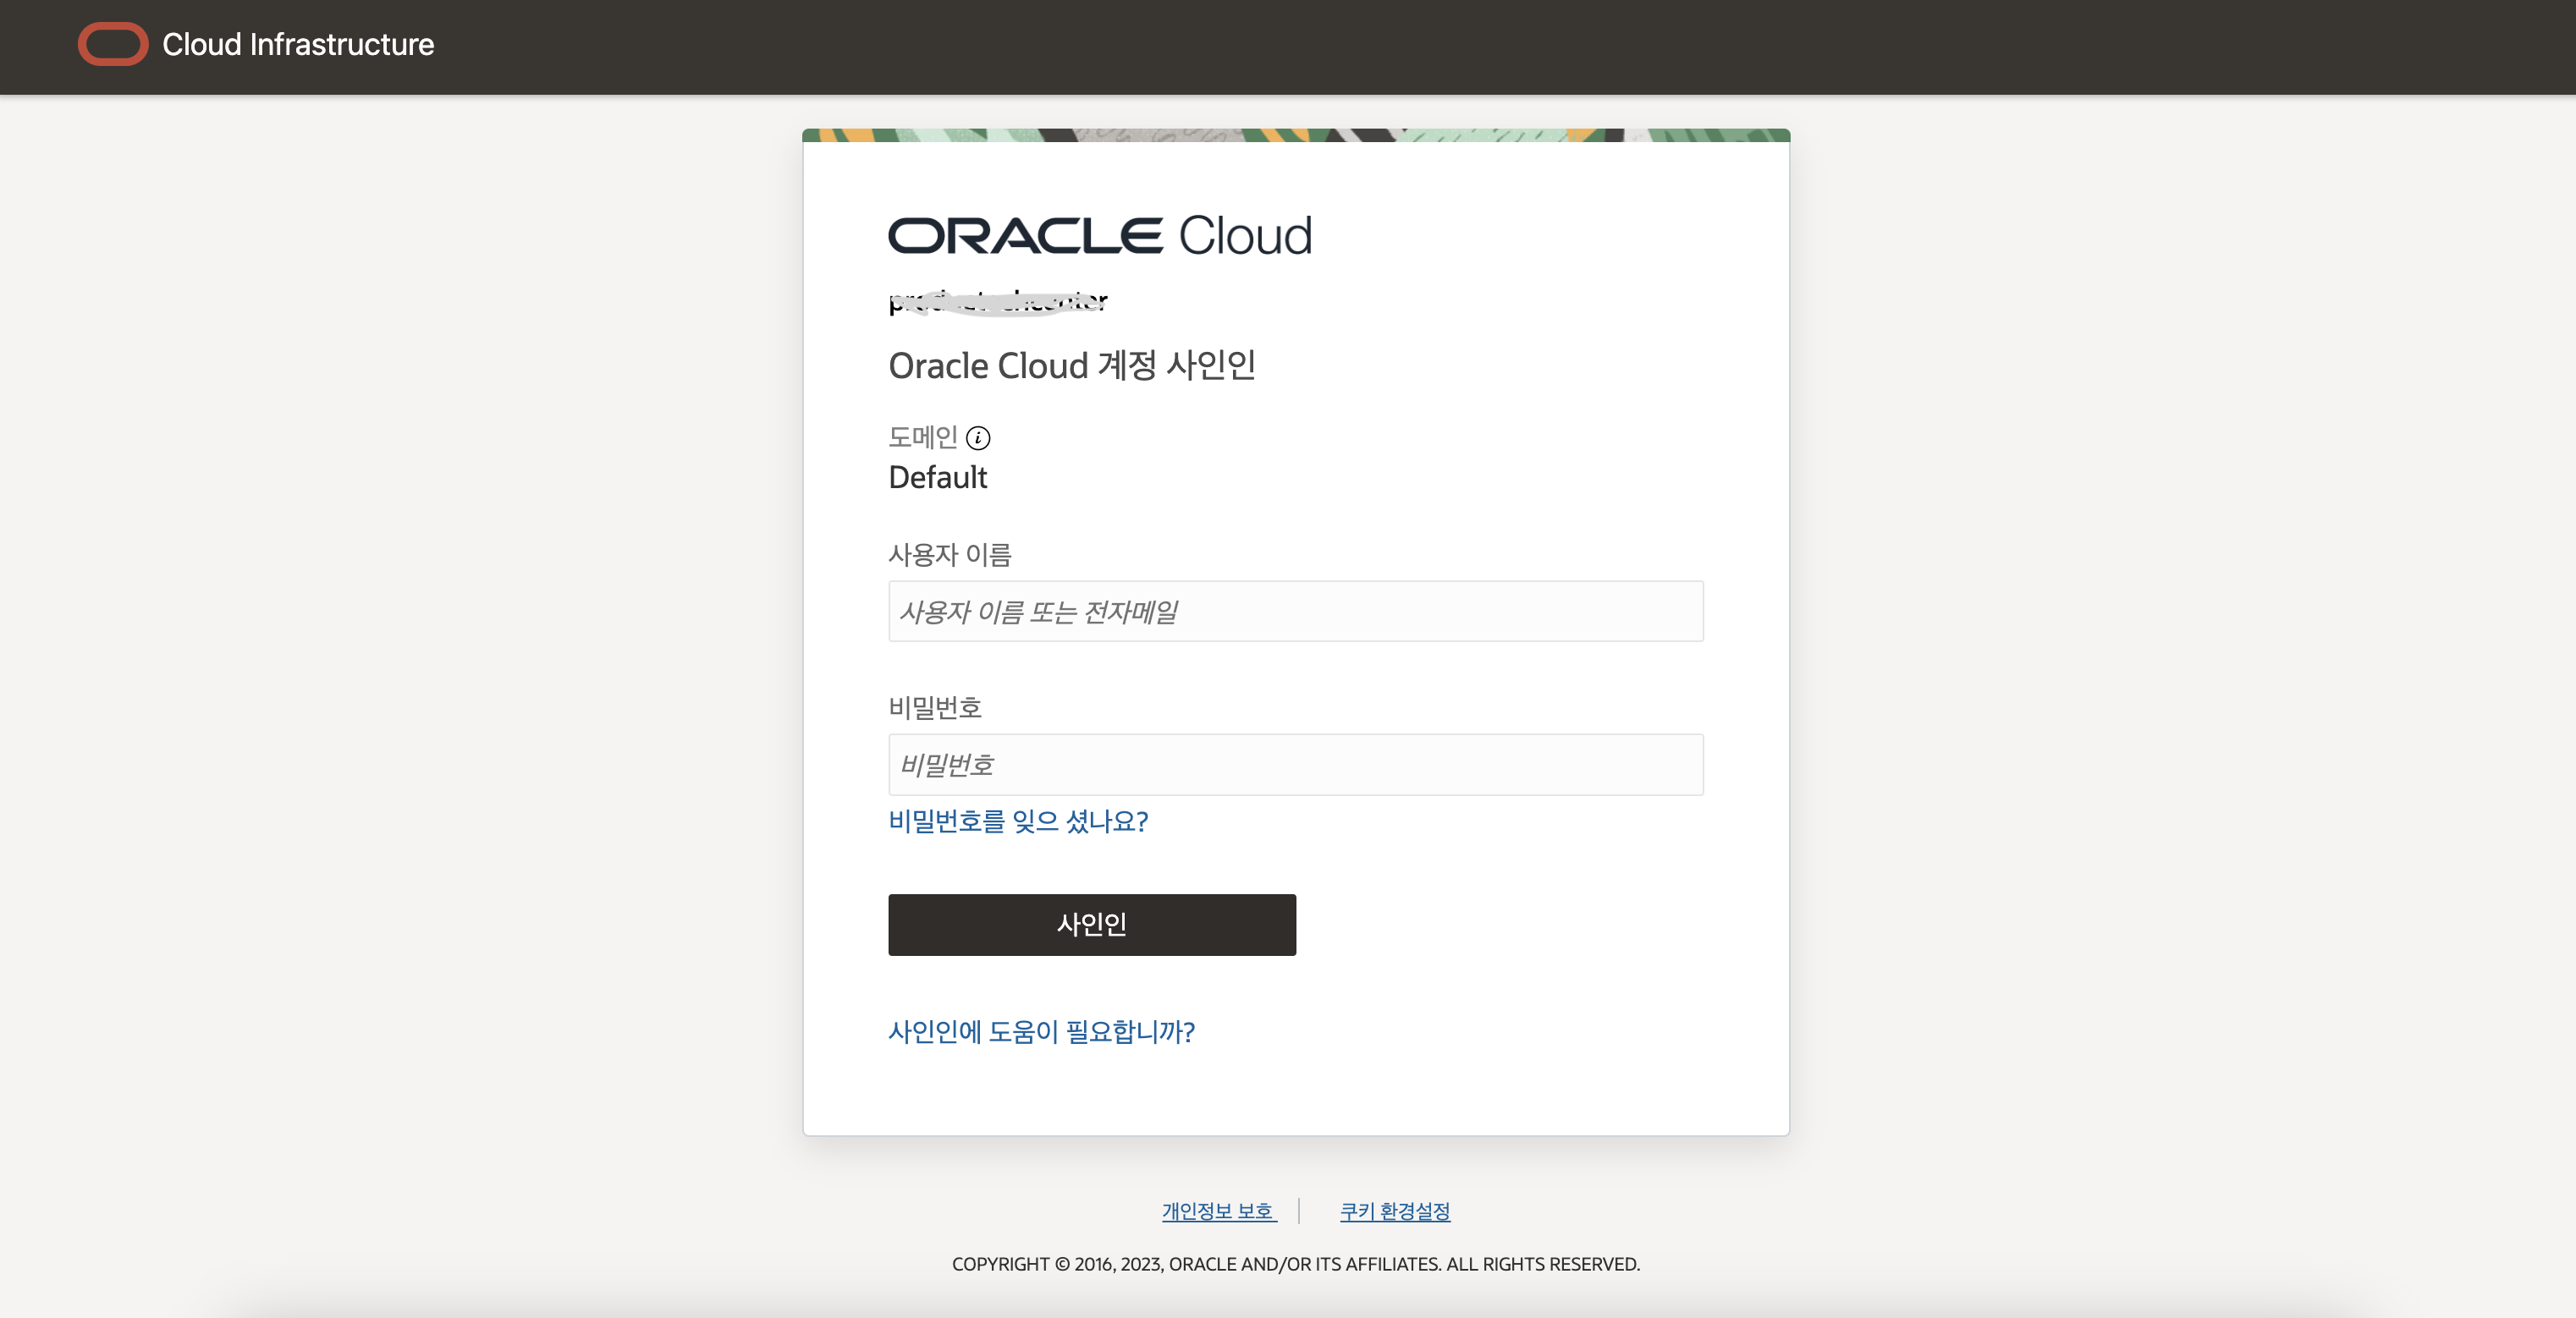 Cloud Infrastructure
ORACLE Cloud
Oracle Cloud 계정 사인인
도메인
Default
사용자 이름
사용자 이름 또는 전자메일
비밀번호
비밀번호
비밀번호를 잊으 셨나요?
사인인
사인인에 도움이 필요합니까?
개인정보 보호
쿠키 환경설정
COPYRIGHT © 2016, 2023, ORACLE AND/OR ITS AFFILIATES. ALL RIGHTS RESERVED.